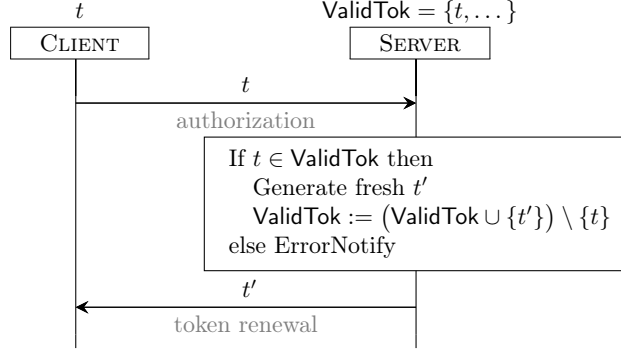 t
ValidTok = {t, . . . }
CLIENT
SERVER
t
authorization
If t ∈ ValidTok then
Generate fresh t′
ValidTok := (ValidTok ∪ {t′}) \ {t}
else ErrorNotify
t′
token renewal